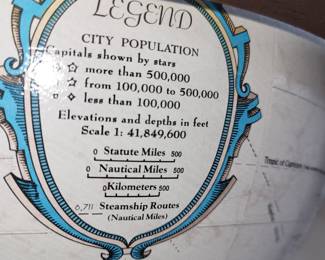 LEGEND
CITY POPULATION
Capitals shown by stars
more than 500,000
from 100,000 to 500,000
less than 100,000
Elevations and depths in feet
Scale 1: 41,849,600
0 Statute Miles 500
0 Nautical Miles 500
0 Kilometers 500
6,711 Steamship Routes
(Nautical Miles)
Tropic of Capricorn